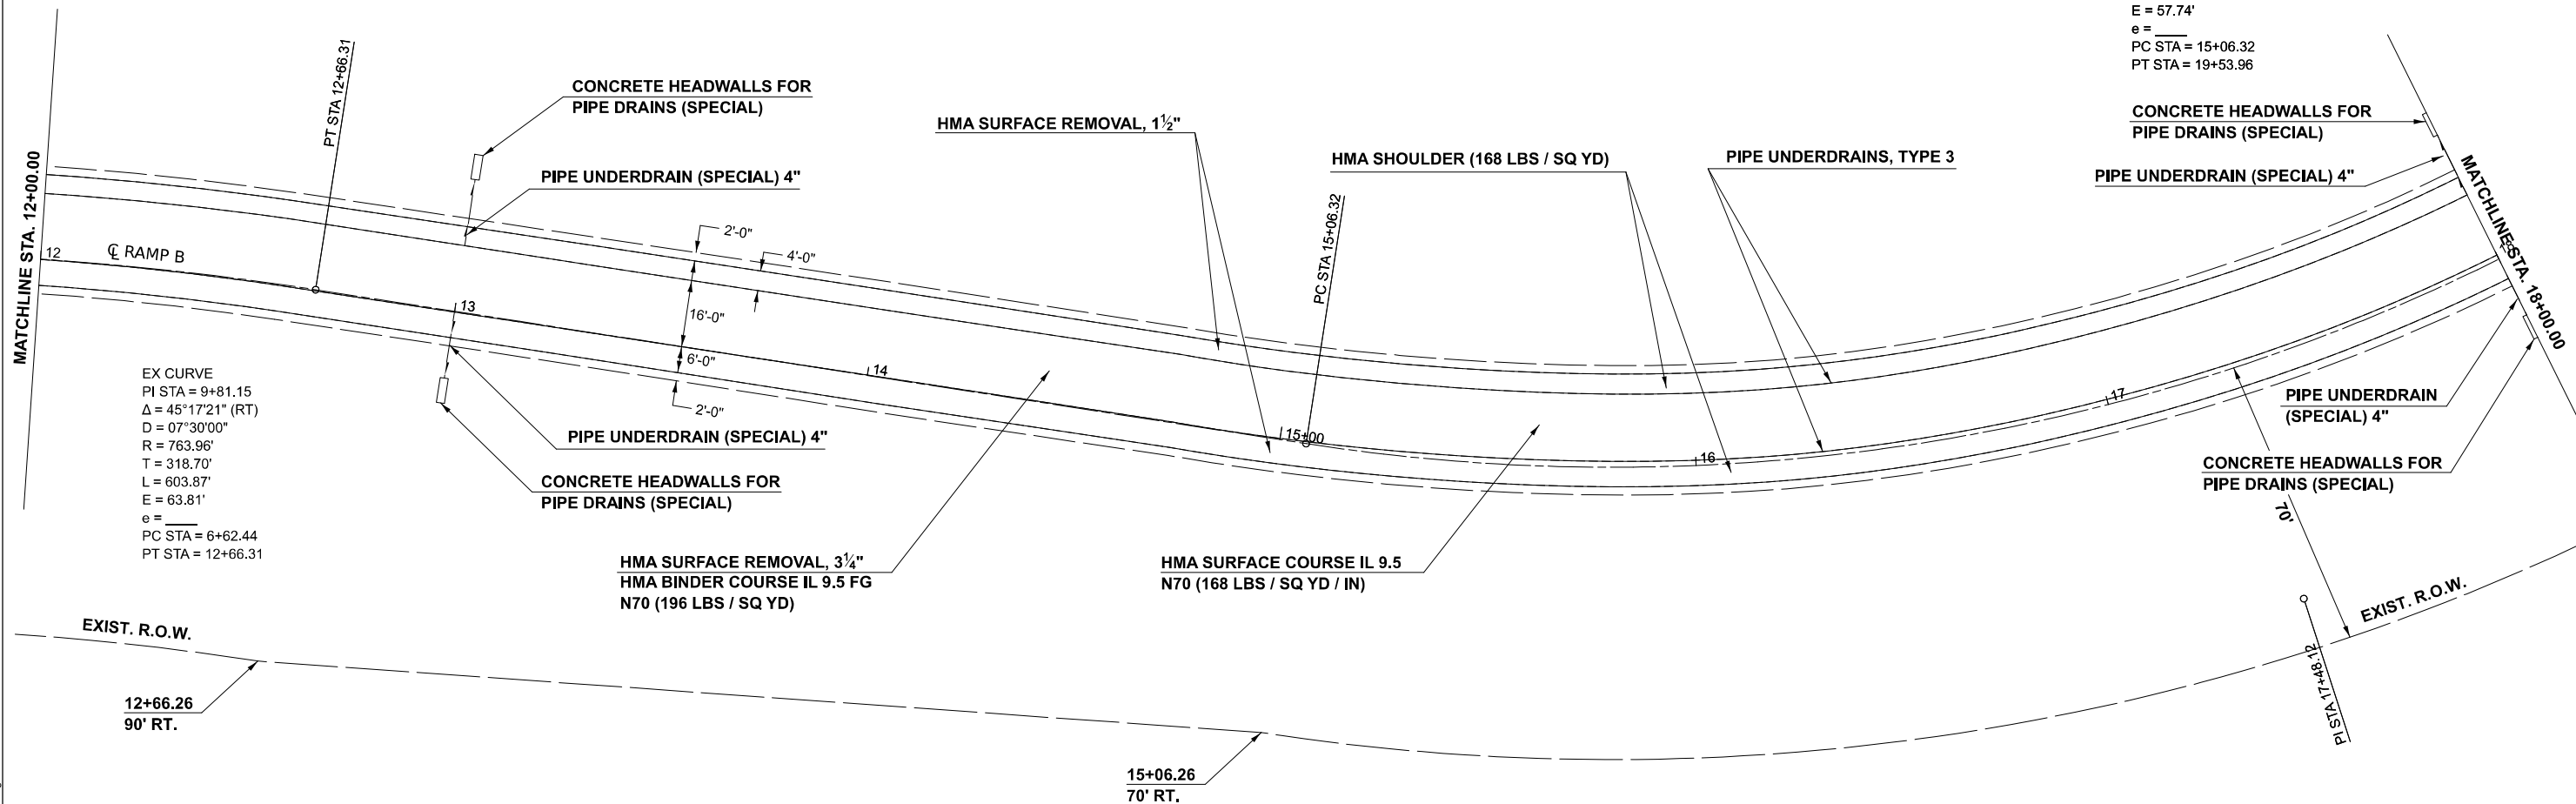 E = 57.74'
e = ____
PC STA = 15+06.32
PT STA = 19+53.96
PT STA 12+66.31
CONCRETE HEADWALLS FOR
PIPE DRAINS (SPECIAL)
HMA SURFACE REMOVAL, 1½"
CONCRETE HEADWALLS FOR
PIPE DRAINS (SPECIAL)
HMA SHOULDER (168 LBS / SQ YD)
PIPE UNDERDRAINS, TYPE 3
PIPE UNDERDRAIN (SPECIAL) 4"
PIPE UNDERDRAIN (SPECIAL) 4"
MATCHLINE STA. 12+00.00
MATCHLINE STA. 18+00.00
PC STA 15+06.32
2'-0"
4'-0"
12
℄ RAMP B
18
13
16'-0"
6'-0"
14
2'-0"
15+00
16
17
EX CURVE
PI STA = 9+81.15
Δ = 45°17'21" (RT)
D = 07°30'00"
R = 763.96'
T = 318.70'
L = 603.87'
E = 63.81'
e = ____
PC STA = 6+62.44
PT STA = 12+66.31
PIPE UNDERDRAIN (SPECIAL) 4"
CONCRETE HEADWALLS FOR
PIPE DRAINS (SPECIAL)
PIPE UNDERDRAIN
(SPECIAL) 4"
CONCRETE HEADWALLS FOR
PIPE DRAINS (SPECIAL)
70'
HMA SURFACE REMOVAL, 3¼"
HMA BINDER COURSE IL 9.5 FG
N70 (196 LBS / SQ YD)
HMA SURFACE COURSE IL 9.5
N70 (168 LBS / SQ YD / IN)
EXIST. R.O.W.
EXIST. R.O.W.
PI STA 17+48.12
12+66.26
90' RT.
15+06.26
70' RT.